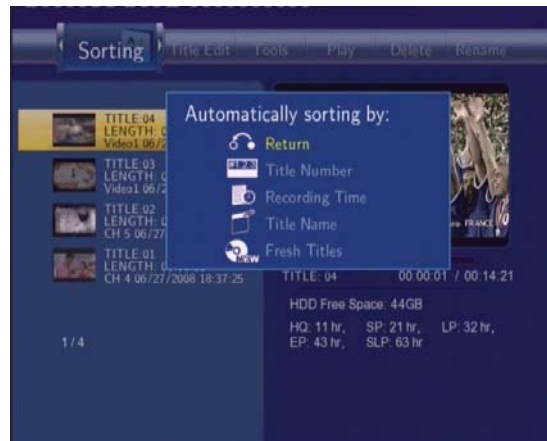 Sorting Title Edit Tools Play Delete Rename
Automatically sorting by:
Return
Title Number
Recording Time
Title Name
Fresh Titles
NEW
TITLE:04
LENGTH: 0
Video1 06/2
TITLE:03
LENGTH: 0
Video1 06/2
TITLE:02
LENGTH: 0
CH 5 06/27
TITLE:01
LENGTH:
CH 4 06/27/2008 18:37:25
1/4
FRANCE
TITLE: 04 00:00:01 / 00:14:21
HDD Free Space: 44GB
HQ: 11 hr, SP: 21 hr, LP: 32 hr,
EP: 43 hr, SLP: 63 hr